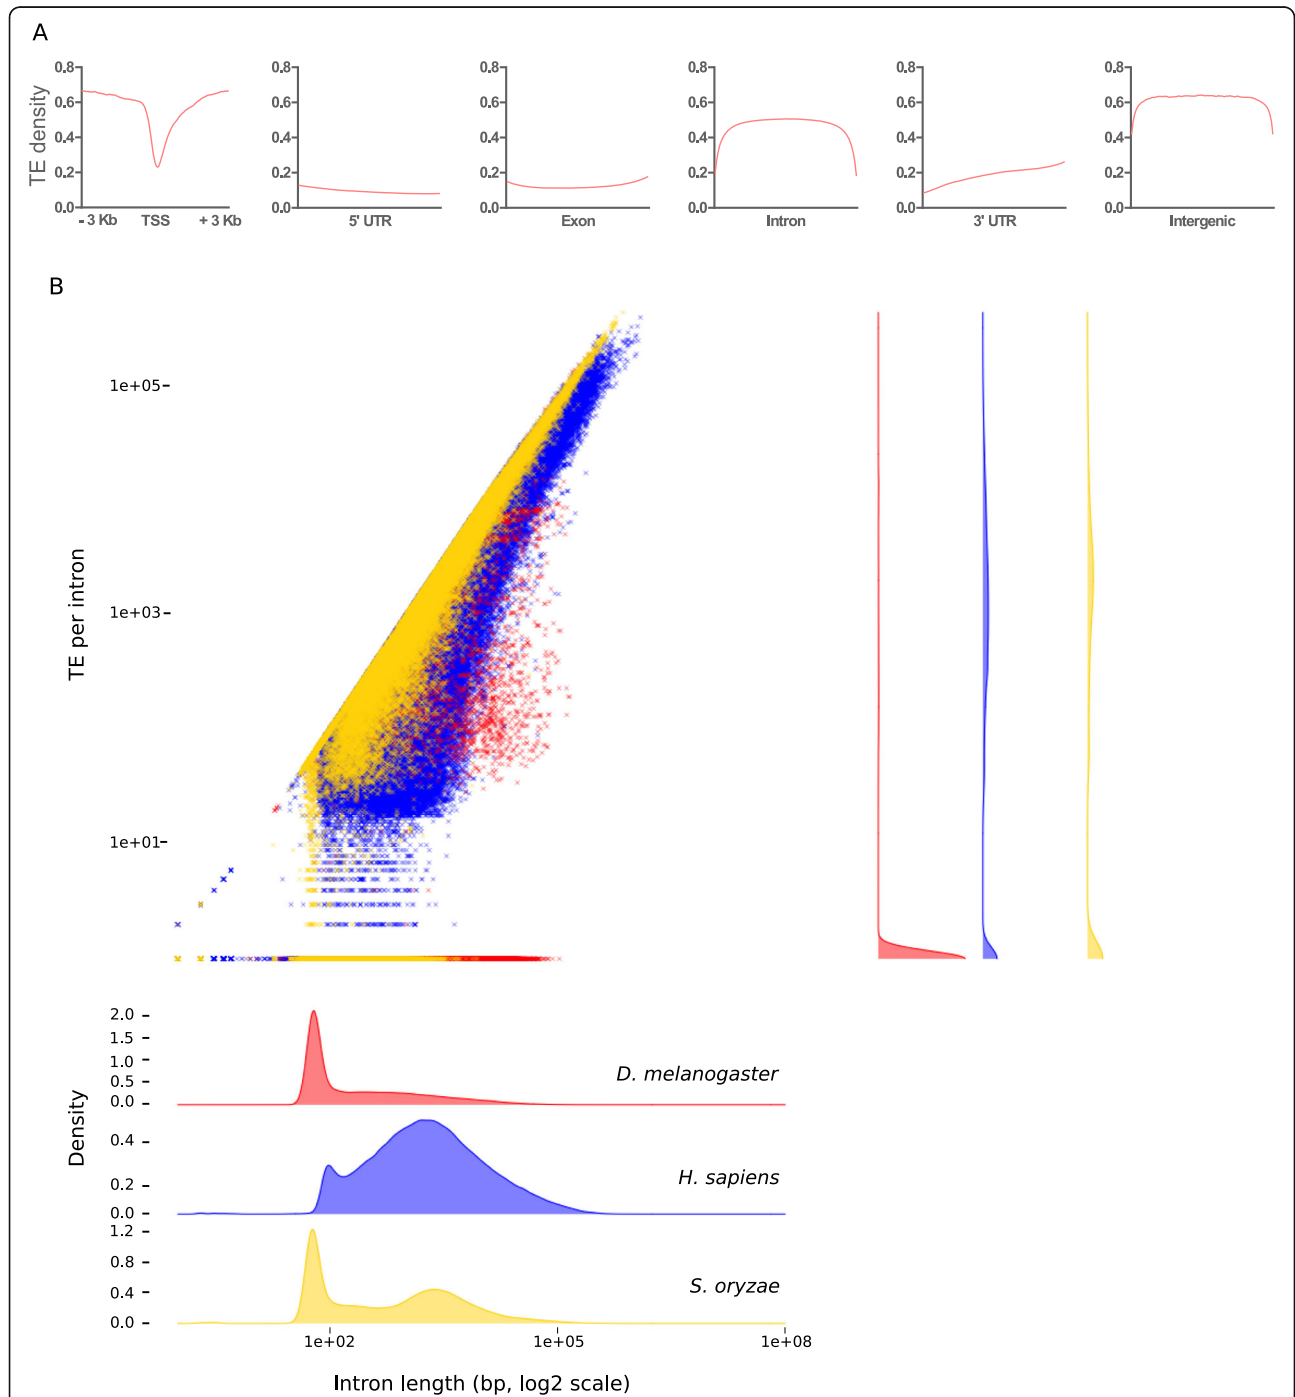 A
TE density
0.8 0.8 0.8 0.8 0.8 0.8
0.6 0.6 0.6 0.6 0.6 0.6
0.4 0.4 0.4 0.4 0.4 0.4
0.2 0.2 0.2 0.2 0.2 0.2
0.0 0.0 0.0 0.0 0.0 0.0
- 3 Kb TSS + 3 Kb 5' UTR Exon Intron 3' UTR Intergenic
B
TE per intron
1e+05
1e+03
1e+01
Density
2.0
1.5
1.0
0.5
0.0
D. melanogaster
0.4
0.2
0.0
H. sapiens
1.2
0.8
0.4
0.0
S. oryzae
1e+02 1e+05 1e+08
Intron length (bp, log2 scale)